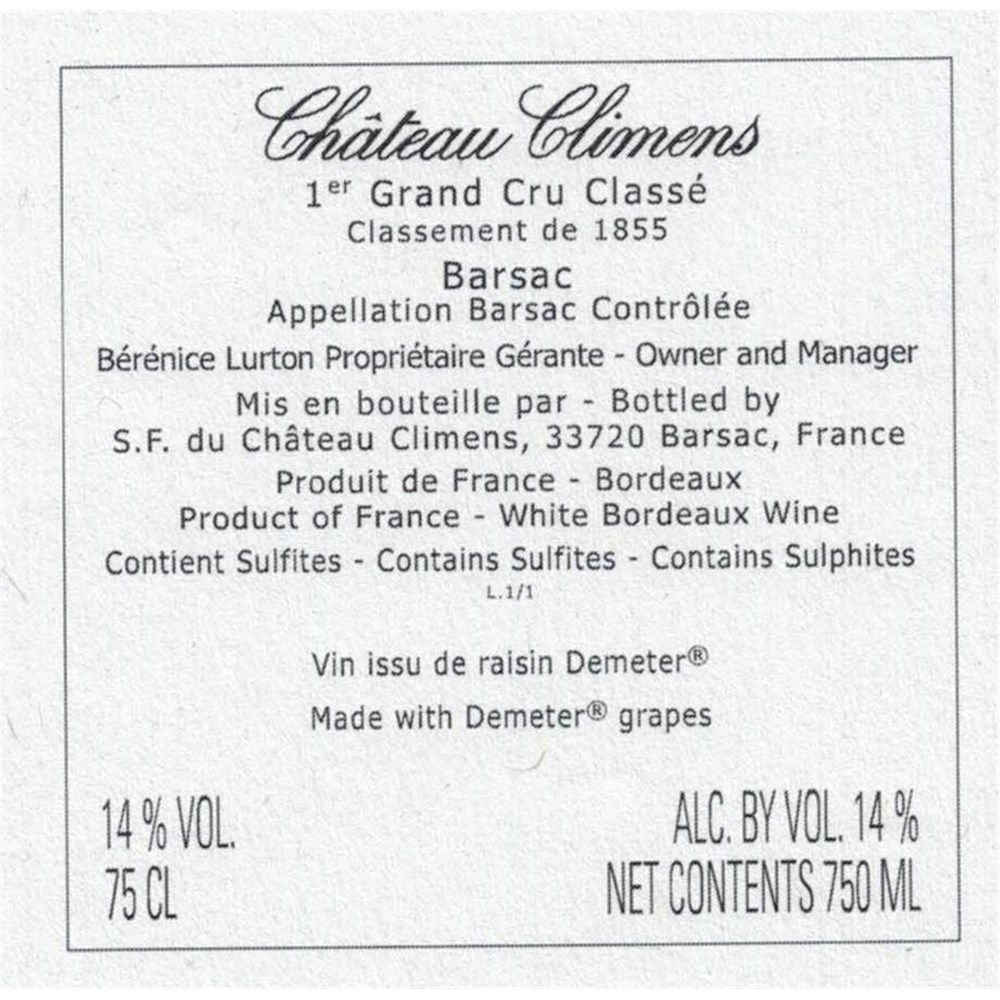 Château Climens
1er Grand Cru Classé
Classement de 1855
Barsac
Appellation Barsac Contrôlée
Bérénice Lurton Propriétaire Gérante - Owner and Manager
Mis en bouteille par - Bottled by
S.F. du Château Climens, 33720 Barsac, France
Produit de France - Bordeaux
Product of France - White Bordeaux Wine
Contient Sulfites - Contains Sulfites - Contains Sulphites
L.1/1
Vin issu de raisin Demeter®
Made with Demeter® grapes
14 % VOL. ALC. BY VOL. 14 %
75 CL NET CONTENTS 750 ML